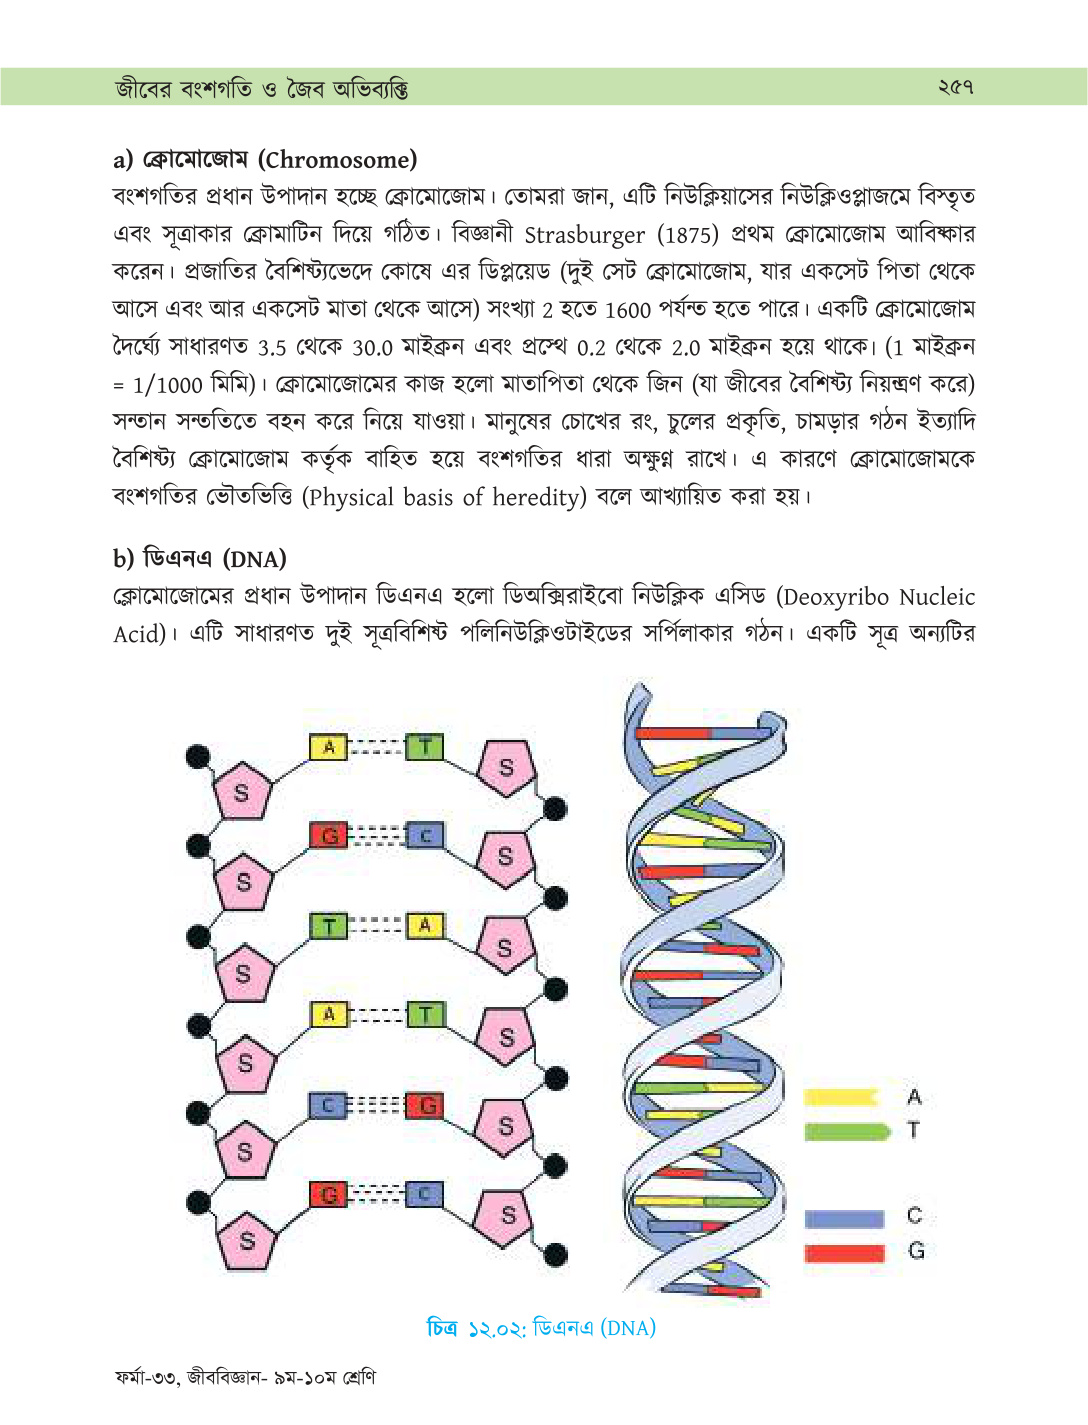 জীবের বংশগতি ও জৈব অভিব্যক্তি ২৫৭
a) ক্রোমোজোম (Chromosome)
বংশগতির প্রধান উপাদান হচ্ছে ক্রোমোজোম। তোমরা জান, এটি নিউক্লিয়াসের নিউক্লিওপ্লাজমে বিস্তৃত
এবং সূত্রাকার ক্রোমাটিন দিয়ে গঠিত। বিজ্ঞানী Strasburger (1875) প্রথম ক্রোমোজোম আবিষ্কার
করেন। প্রজাতির বৈশিষ্ট্যভেদে কোষে এর ডিপ্লয়েড (দুই সেট ক্রোমোজোম, যার একসেট পিতা থেকে
আসে এবং আর একসেট মাতা থেকে আসে) সংখ্যা 2 হতে 1600 পর্যন্ত হতে পারে। একটি ক্রোমোজোম
দৈর্ঘ্যে সাধারণত 3.5 থেকে 30.0 মাইক্রন এবং প্রস্থে 0.2 থেকে 2.0 মাইক্রন হয়ে থাকে। (1 মাইক্রন
= 1/1000 মিমি)। ক্রোমোজোমের কাজ হলো মাতাপিতা থেকে জিন (যা জীবের বৈশিষ্ট্য নিয়ন্ত্রণ করে)
সন্তান সন্ততিতে বহন করে নিয়ে যাওয়া। মানুষের চোখের রং, চুলের প্রকৃতি, চামড়ার গঠন ইত্যাদি
বৈশিষ্ট্য ক্রোমোজোম কর্তৃক বাহিত হয়ে বংশগতির ধারা অক্ষুণ্ণ রাখে। এ কারণে ক্রোমোজোমকে
বংশগতির ভৌতভিত্তি (Physical basis of heredity) বলে আখ্যায়িত করা হয়।
b) ডিএনএ (DNA)
ক্লোমোজোমের প্রধান উপাদান ডিএনএ হলো ডিঅক্সিরাইবো নিউক্লিক এসিড (Deoxyribo Nucleic
Acid)। এটি সাধারণত দুই সূত্রবিশিষ্ট পলিনিউক্লিওটাইডের সর্পিলাকার গঠন। একটি সূত্র অন্যটির
S A T S
S G C S
S T A S
S A T S
S C G S
S G C S
A
T
C
G
চিত্র ১২.০২: ডিএনএ (DNA)
ফর্মা-৩৩, জীববিজ্ঞান- ৯ম-১০ম শ্রেণি